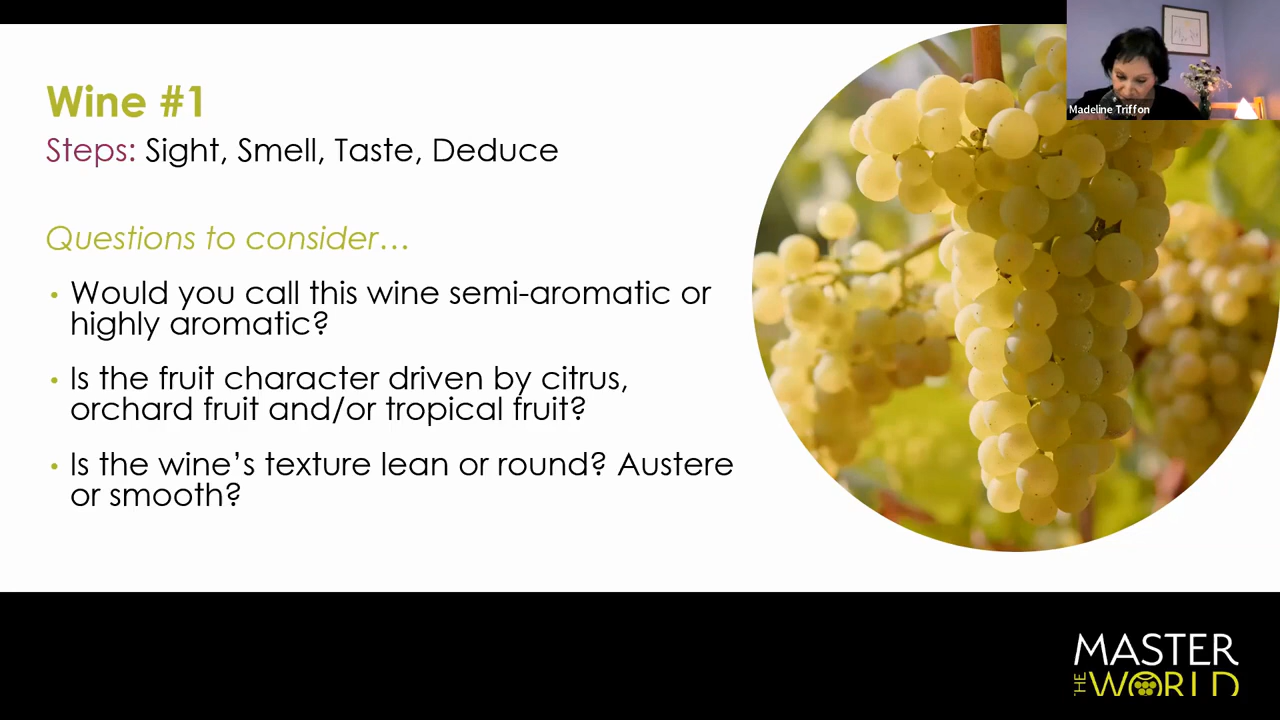 Wine #1
Steps: Sight, Smell, Taste, Deduce
Questions to consider…
• Would you call this wine semi-aromatic or
highly aromatic?
• Is the fruit character driven by citrus,
orchard fruit and/or tropical fruit?
• Is the wine’s texture lean or round? Austere
or smooth?
Madeline Triffon
MASTER
THE WORLD